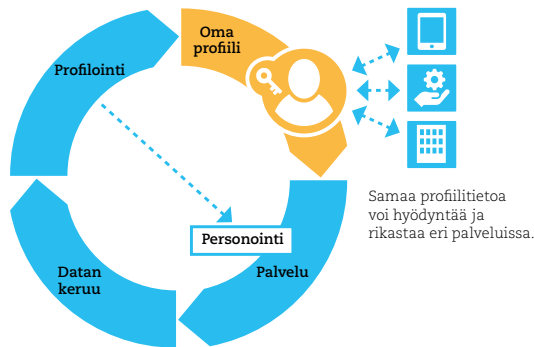 Oma
profiili
Profilointi
Samaa profiilitietoa
voi hyödyntää ja
rikastaa eri palveluissa.
Personointi
Palvelu
Datan
keruu